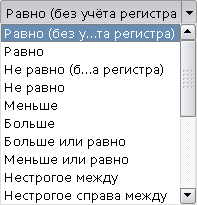 Равно (без учёта регистра
Равно (без у...та регистра)
Равно
Не равно (б...а регистра)
Не равно
Меньше
Больше
Больше или равно
Меньше или равно
Нестрогое между
Нестрогое справа между